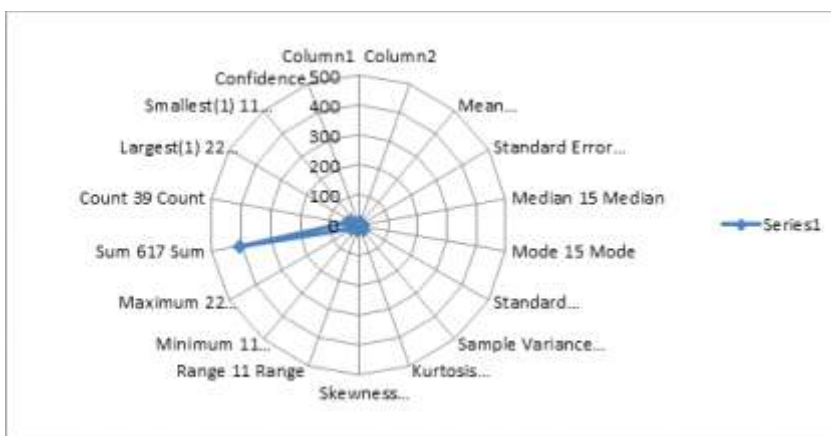 Column1 Column2
Confidence...
500
Smallest(1) 11...
400
Mean...
Largest(1) 22...
300
Standard Error...
200
Count 39 Count
100
Median 15 Median
0
Series1
Sum 617 Sum
Mode 15 Mode
Maximum 22...
Standard...
Minimum 11...
Sample Variance...
Range 11 Range
Kurtosis...
Skewness...